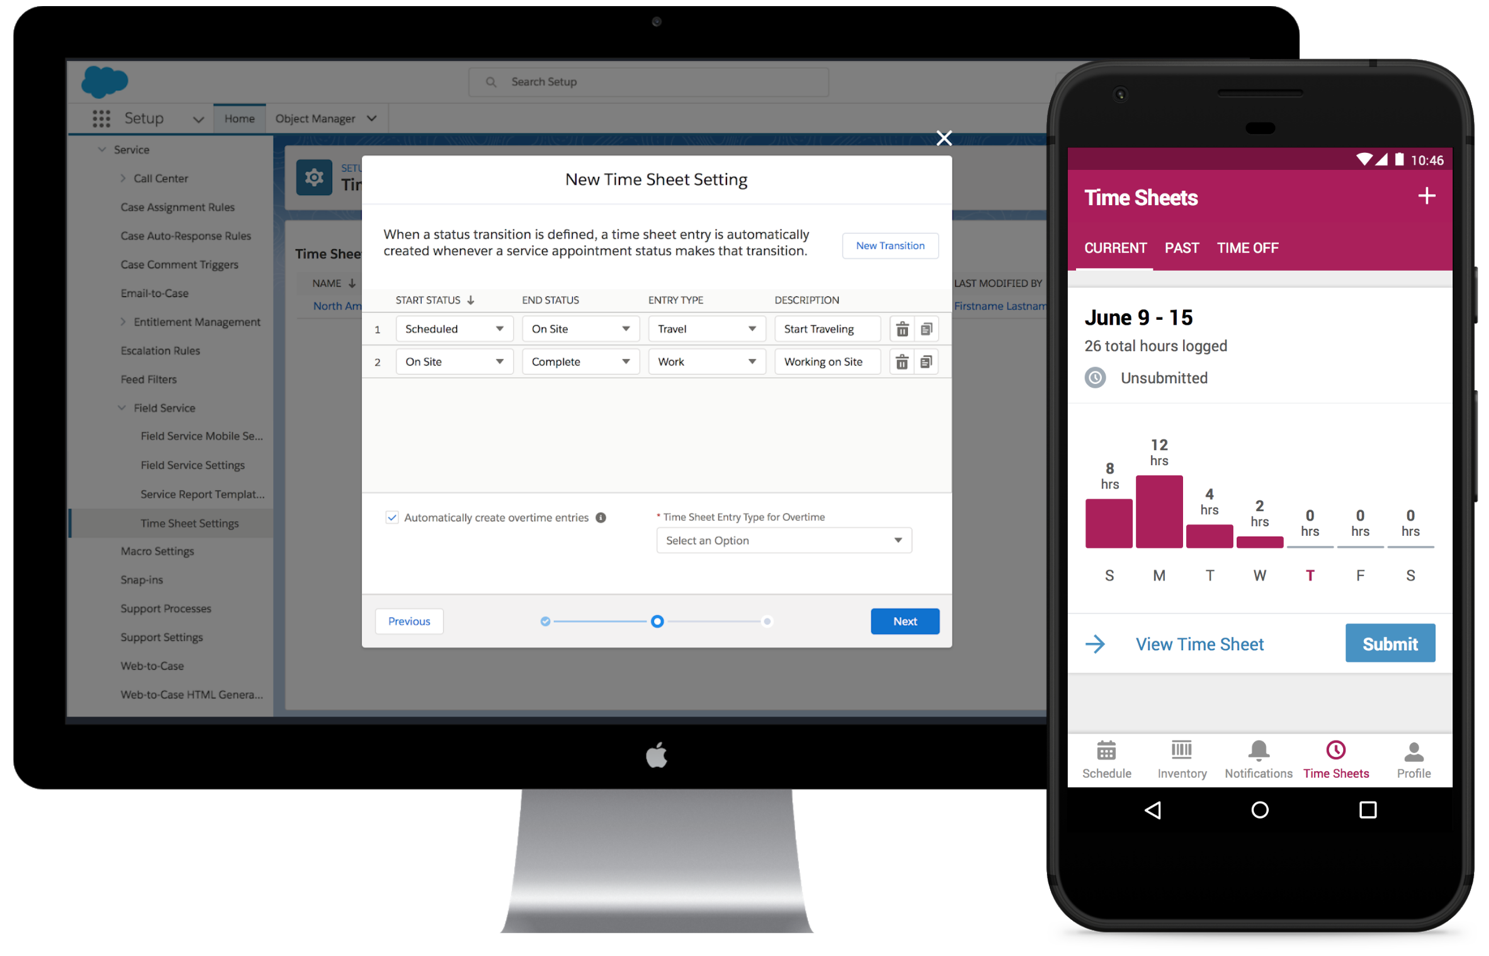 Search Setup
Setup
Home
Object Manager
Service
Call Center
Case Assignment Rules
Case Auto-Response Rules
Case Comment Triggers
Email-to-Case
Entitlement Management
Escalation Rules
Feed Filters
Field Service
Field Service Mobile Se...
Field Service Settings
Service Report Templat...
Time Sheet Settings
Macro Settings
Snap-ins
Support Processes
Support Settings
Web-to-Case
Web-to-Case HTML Genera...
SETU
Tim
Time Shee
NAME
North Am
LAST MODIFIED BY
Firstname Lastnam
New Time Sheet Setting
When a status transition is defined, a time sheet entry is automatically
created whenever a service appointment status makes that transition.
New Transition
START STATUS END STATUS ENTRY TYPE DESCRIPTION
1 Scheduled On Site Travel Start Traveling
2 On Site Complete Work Working on Site
Automatically create overtime entries
* Time Sheet Entry Type for Overtime
Select an Option
Previous
Next
10:46
Time Sheets
CURRENT PAST TIME OFF
June 9 - 15
26 total hours logged
Unsubmitted
8 hrs
12 hrs
4 hrs
2 hrs
0 hrs
0 hrs
0 hrs
S M T W T F S
View Time Sheet
Submit
Schedule Inventory Notifications Time Sheets Profile